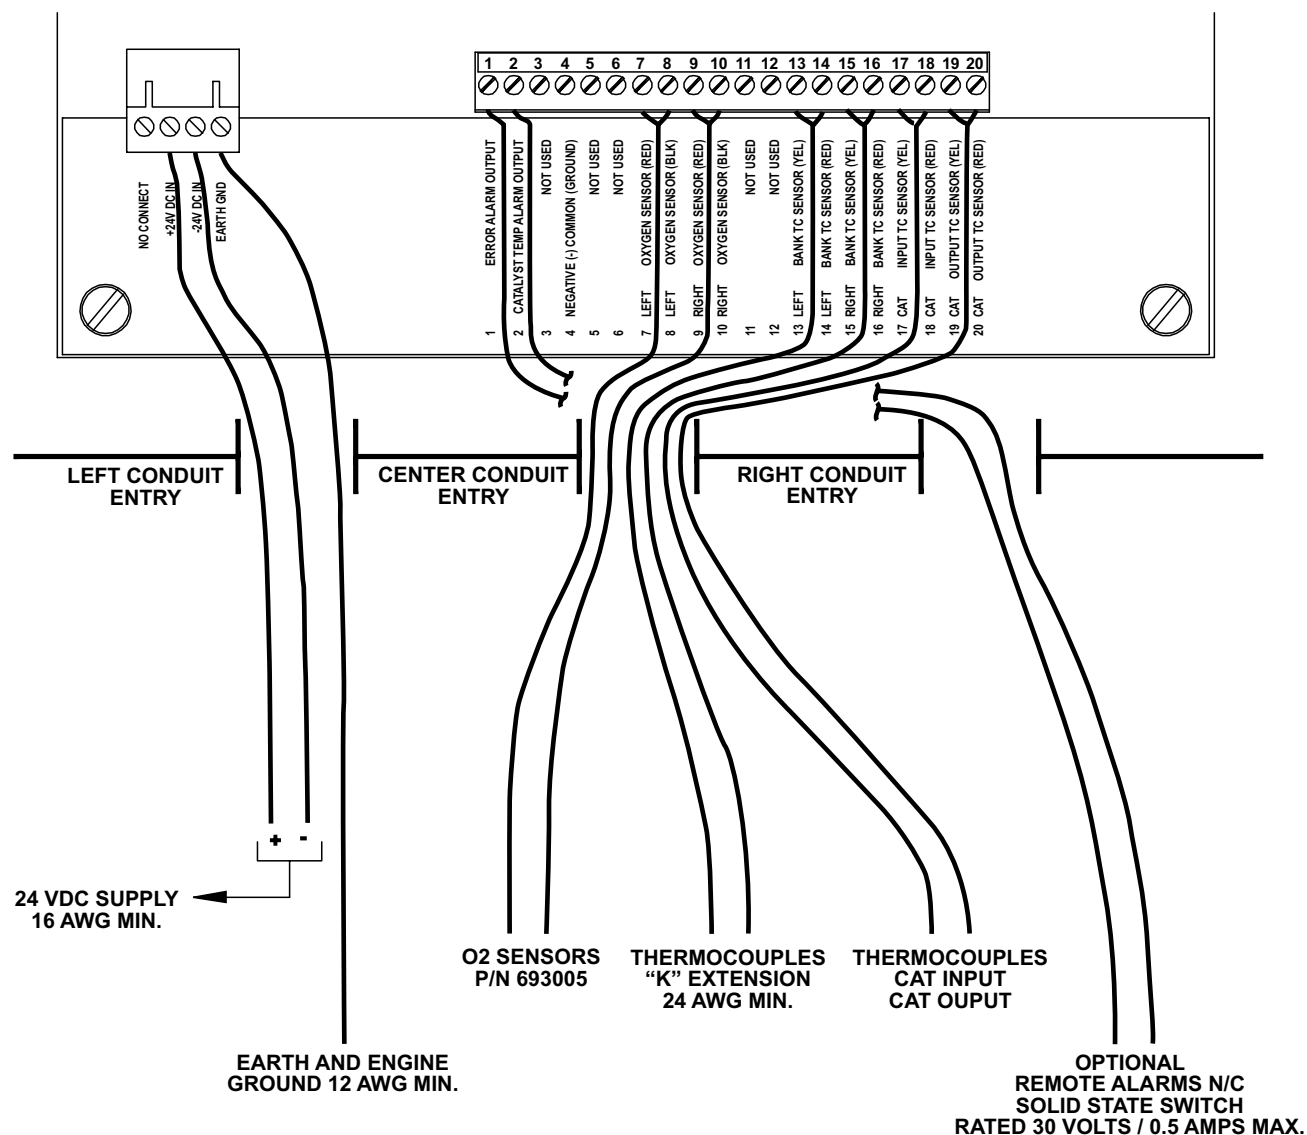 1 2 3 4 5 6 7 8 9 10 11 12 13 14 15 16 17 18 19 20
NO CONNECT
+24V DC IN
-24V DC IN
EARTH GND
1 ERROR ALARM OUTPUT
2 CATALYST TEMP ALARM OUTPUT
3 NOT USED
4 NEGATIVE (-) COMMON (GROUND)
5 NOT USED
6 NOT USED
7 LEFT OXYGEN SENSOR (RED)
8 LEFT OXYGEN SENSOR (BLK)
9 RIGHT OXYGEN SENSOR (RED)
10 RIGHT OXYGEN SENSOR (BLK)
11 NOT USED
12 NOT USED
13 LEFT BANK TC SENSOR (YEL)
14 LEFT BANK TC SENSOR (RED)
15 RIGHT BANK TC SENSOR (YEL)
16 RIGHT BANK TC SENSOR (RED)
17 CAT INPUT TC SENSOR (YEL)
18 CAT INPUT TC SENSOR (RED)
19 CAT OUTPUT TC SENSOR (YEL)
20 CAT OUTPUT TC SENSOR (RED)
LEFT CONDUIT
ENTRY
CENTER CONDUIT
ENTRY
RIGHT CONDUIT
ENTRY
+ -
24 VDC SUPPLY
16 AWG MIN.
O2 SENSORS
P/N 693005
THERMOCOUPLES
“K” EXTENSION
24 AWG MIN.
THERMOCOUPLES
CAT INPUT
CAT OUPUT
EARTH AND ENGINE
GROUND 12 AWG MIN.
OPTIONAL
REMOTE ALARMS N/C
SOLID STATE SWITCH
RATED 30 VOLTS / 0.5 AMPS MAX.